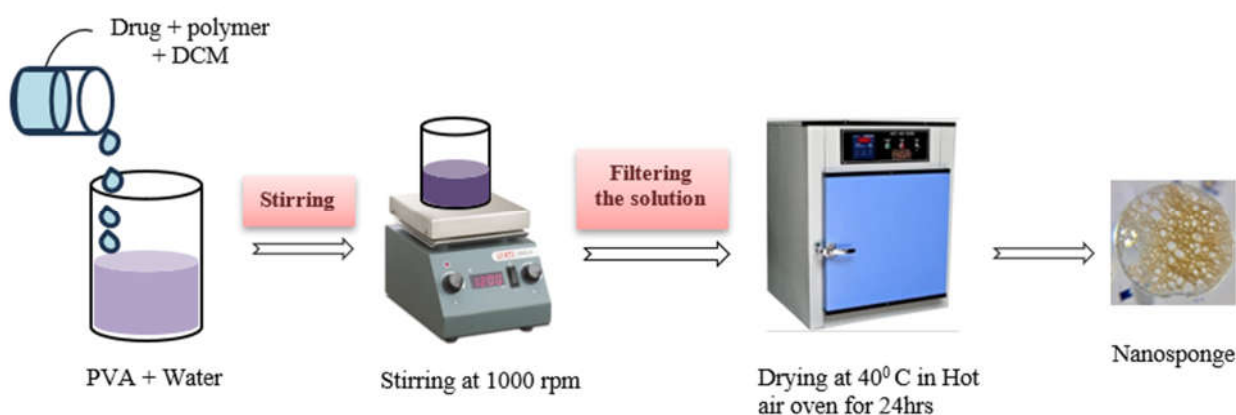 Drug + polymer
+ DCM
PVA + Water
Stirring
Stirring at 1000 rpm
Filtering
the solution
Drying at 40⁰ C in Hot
air oven for 24hrs
Nanosponge